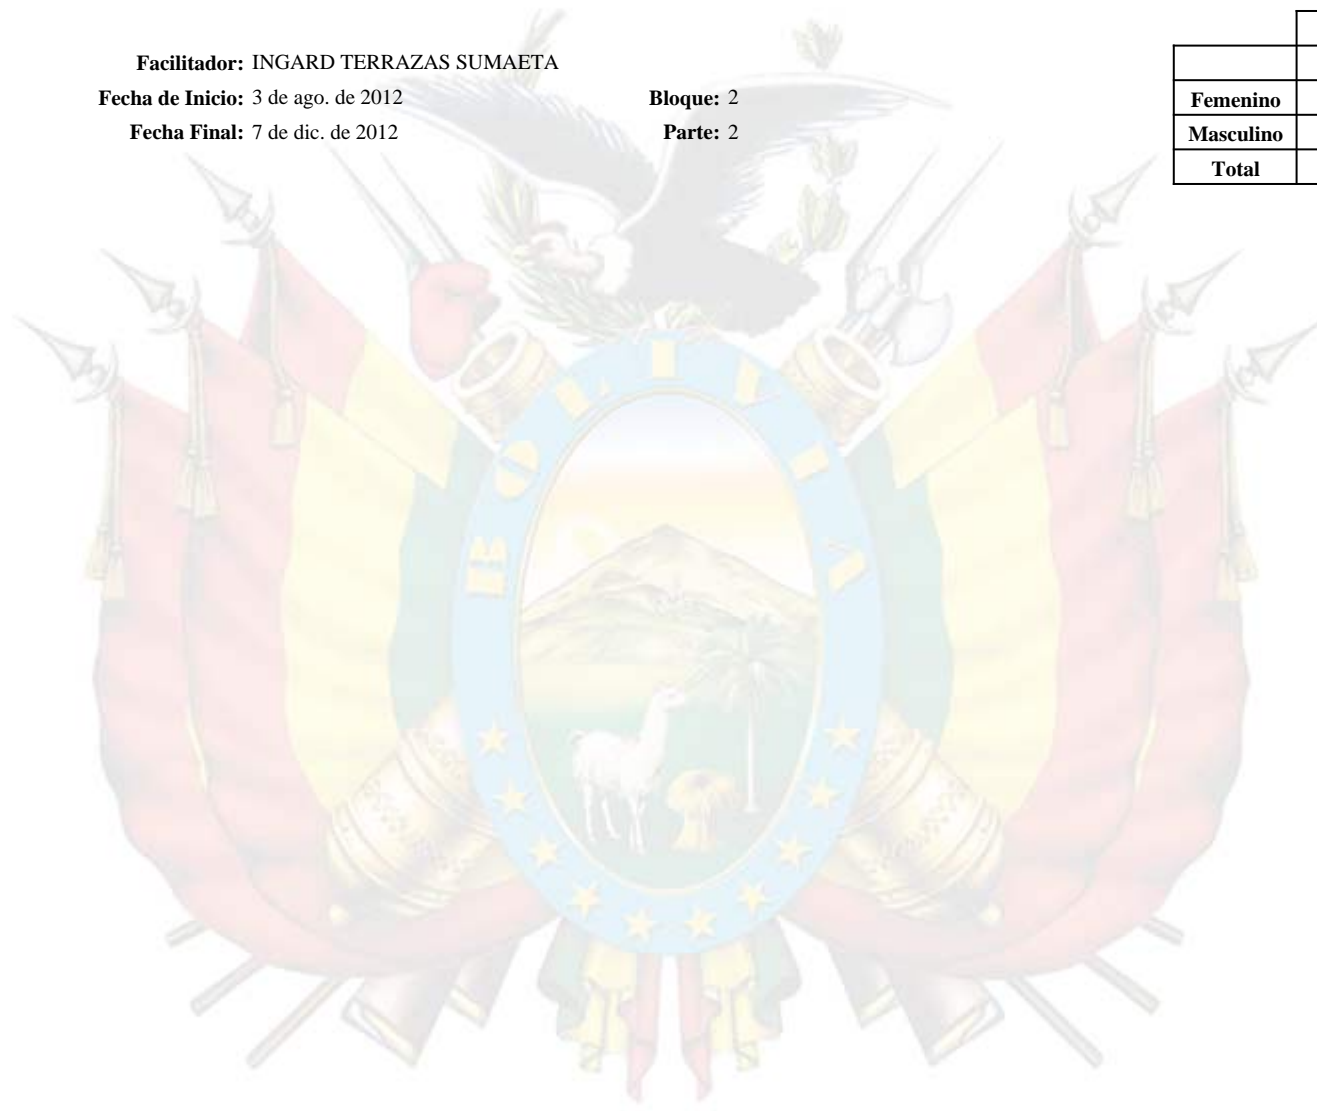 Facilitador: INGARD TERRAZAS SUMAETA
Fecha de Inicio: 3 de ago. de 2012 Bloque: 2
Fecha Final: 7 de dic. de 2012 Parte: 2
Femenino
Masculino
Total
BOLIVIA